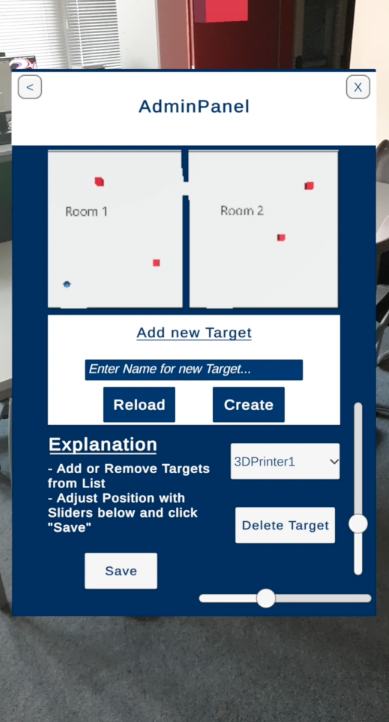 <
X
AdminPanel
Room 1
Room 2
Add new Target
Enter Name for new Target...
Reload
Create
Explanation
- Add or Remove Targets
from List
- Adjust Position with
Sliders below and click
"Save"
3DPrinter1
Delete Target
Save